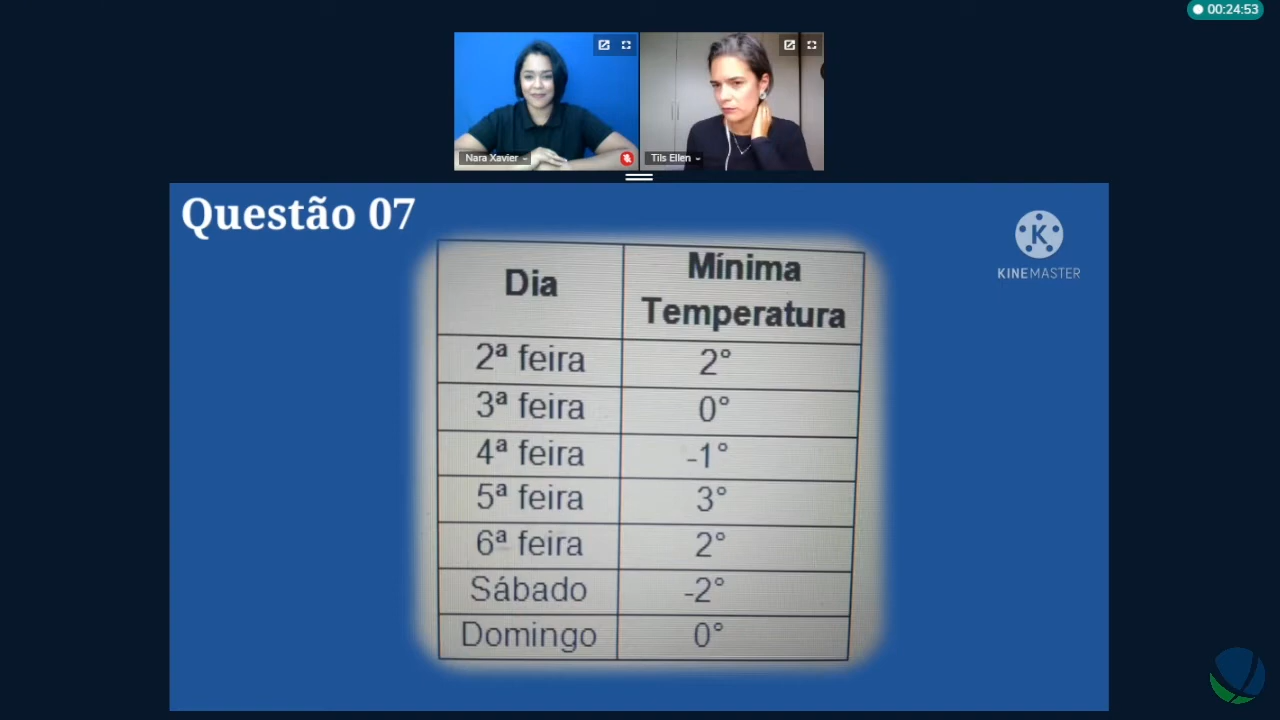 00:24:53
Nara Xavier
Tils Ellen
Questão 07
K
KINEMASTER
Dia
Mínima
Temperatura
2ª feira 2°
3ª feira 0°
4ª feira -1°
5ª feira 3°
6ª feira 2°
Sábado -2°
Domingo 0°